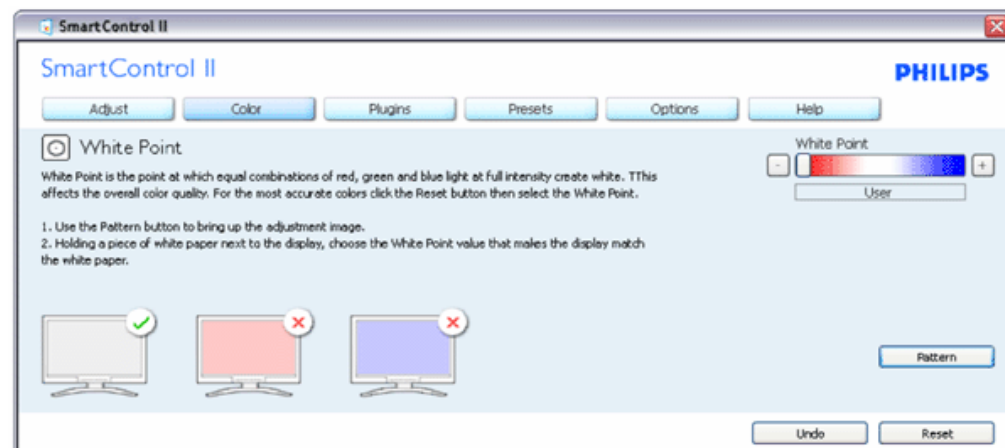 SmartControl II
SmartControl II
PHILIPS
Adjust Color Plugins Presets Options Help
White Point
White Point is the point at which equal combinations of red, green and blue light at full intensity create white. TThis
affects the overall color quality. For the most accurate colors click the Reset button then select the White Point.
1. Use the Pattern button to bring up the adjustment image.
2. Holding a piece of white paper next to the display, choose the White Point value that makes the display match
the white paper.
White Point
- +
User
Pattern
Undo Reset